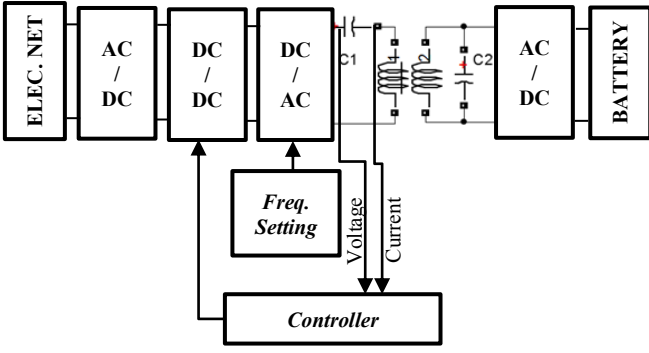 ELEC. NET
AC
/
DC
DC
/
DC
DC
/
AC
C1
1
2
C2
AC
/
DC
BATTERY
Freq.
Setting
Voltage
Current
Controller